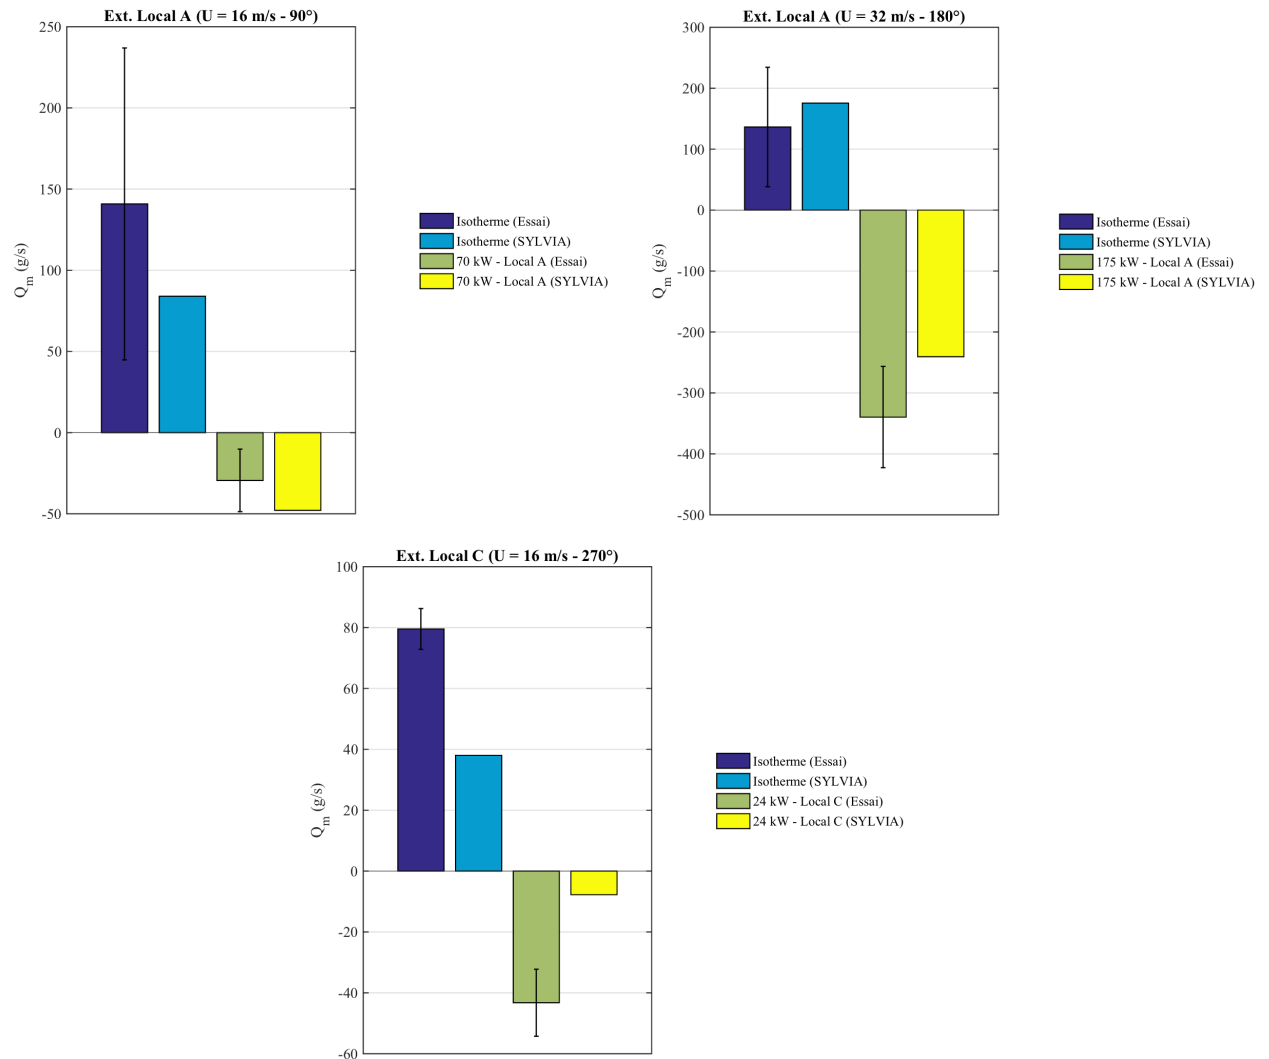 Ext. Local A (U = 16 m/s - 90°)
250
200
150
100
50
0
-50
Qm (g/s)
Isotherme (Essai)
Isotherme (SYLVIA)
70 kW - Local A (Essai)
70 kW - Local A (SYLVIA)
Ext. Local A (U = 32 m/s - 180°)
300
200
100
0
-100
-200
-300
-400
-500
Qm (g/s)
Isotherme (Essai)
Isotherme (SYLVIA)
175 kW - Local A (Essai)
175 kW - Local A (SYLVIA)
Ext. Local C (U = 16 m/s - 270°)
100
80
60
40
20
0
-20
-40
-60
Qm (g/s)
Isotherme (Essai)
Isotherme (SYLVIA)
24 kW - Local C (Essai)
24 kW - Local C (SYLVIA)